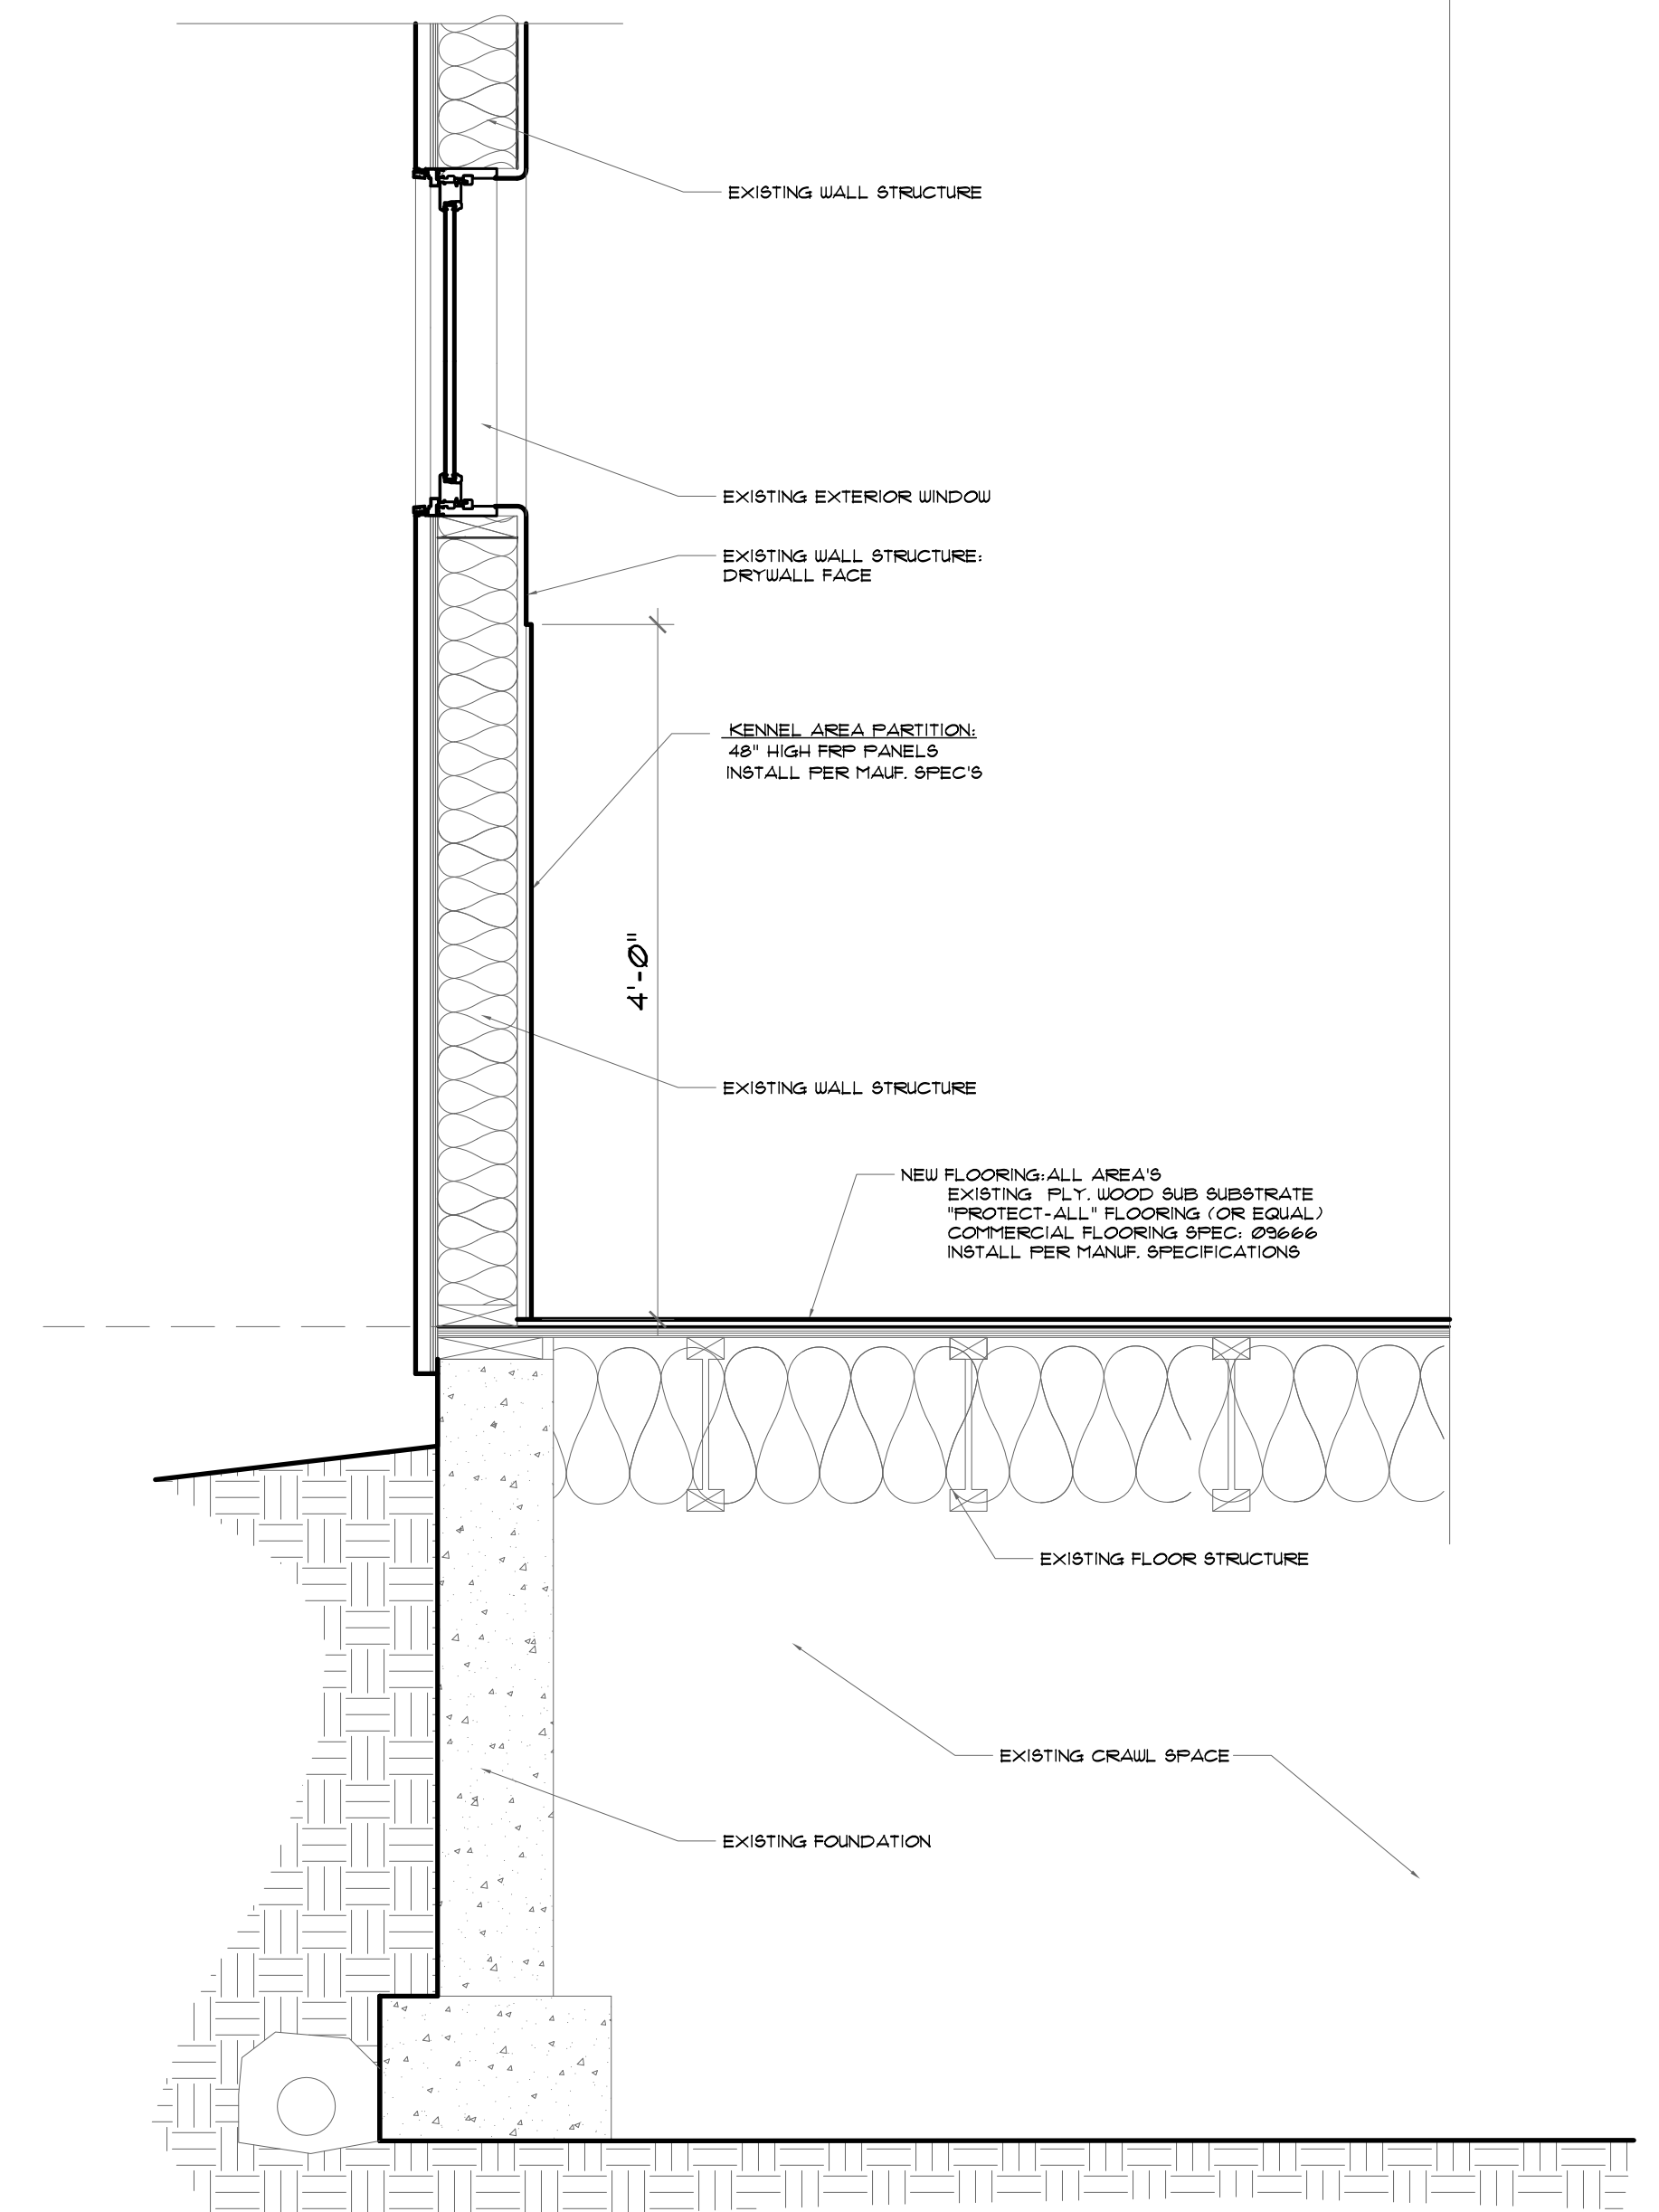 EXISTING WALL STRUCTURE
EXISTING EXTERIOR WINDOW
EXISTING WALL STRUCTURE:
DRYWALL FACE
KENNEL AREA PARTITION:
48" HIGH FRP PANELS
INSTALL PER MAUF. SPEC'S
4'-0"
EXISTING WALL STRUCTURE
NEW FLOORING:ALL AREA'S
EXISTING PLY. WOOD SUB SUBSTRATE
"PROTECT-ALL" FLOORING (OR EQUAL)
COMMERCIAL FLOORING SPEC: 09666
INSTALL PER MANUF. SPECIFICATIONS
EXISTING FLOOR STRUCTURE
EXISTING CRAWL SPACE
EXISTING FOUNDATION